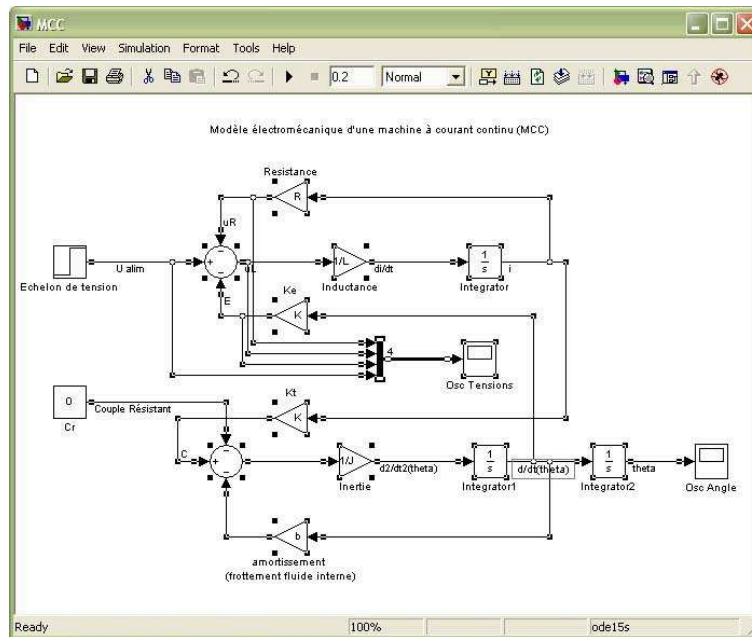 MCC
File Edit View Simulation Format Tools Help
0.2 Normal
Modèle électromécanique d'une machine à courant continu (MCC)
Resistance
R
uR
U alim
+
−
−
uL
1/L
di/dt
1
s
i
Echelon de tension
Inductance
Integrator
E
Ke
K
4
Osc Tensions
0
Couple Résistant
Cr
Kt
K
C
+
−
−
1/J
d2/dt2(theta)
1
s
d/dt(theta)
1
s
theta
Inertie
Integrator1
Integrator2
Osc Angle
b
amortissement
(frottement fluide interne)
Ready 100% ode15s